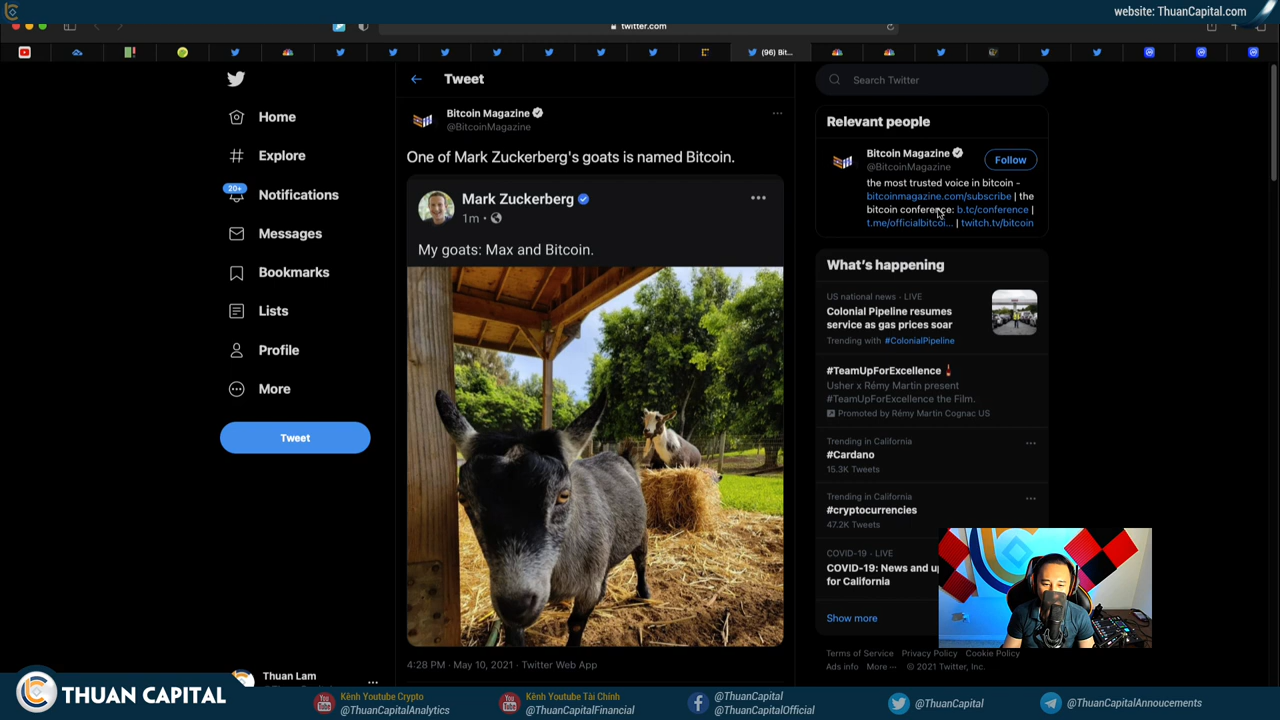 website: ThuanCapital.com
twitter.com
(96) Bit...
Home
Explore
20+
Notifications
Messages
Bookmarks
Lists
Profile
More
Tweet
Thuan Lam
Tweet
Bitcoin Magazine
@BitcoinMagazine
One of Mark Zuckerberg's goats is named Bitcoin.
Mark Zuckerberg
1m
My goats: Max and Bitcoin.
4:28 PM · May 10, 2021 · Twitter Web App
Search Twitter
Relevant people
Bitcoin Magazine
@BitcoinMagazine
Follow
the most trusted voice in bitcoin -
bitcoinmagazine.com/subscribe | the
bitcoin conference: b.tc/conference |
t.me/officialbitcoi... | twitch.tv/bitcoin
What's happening
US national news · LIVE
Colonial Pipeline resumes
service as gas prices soar
Trending with #ColonialPipeline
#TeamUpForExcellence
Usher x Rémy Martin present
#TeamUpForExcellence the Film.
Promoted by Rémy Martin Cognac US
Trending in California
#Cardano
15.3K Tweets
Trending in California
#cryptocurrencies
47.2K Tweets
COVID-19 · LIVE
COVID-19: News and
for California
Show more
Terms of Service Privacy Policy Cookie Policy
Ads info More ··· © 2021 Twitter, Inc.
THUAN CAPITAL
Kênh Youtube Crypto
@ThuanCapitalAnalytics
Kênh Youtube Tài Chính
@ThuanCapitalFinancial
@ThuanCapital
@ThuanCapitalOfficial
@ThuanCapital
@ThuanCapitalAnnoucements